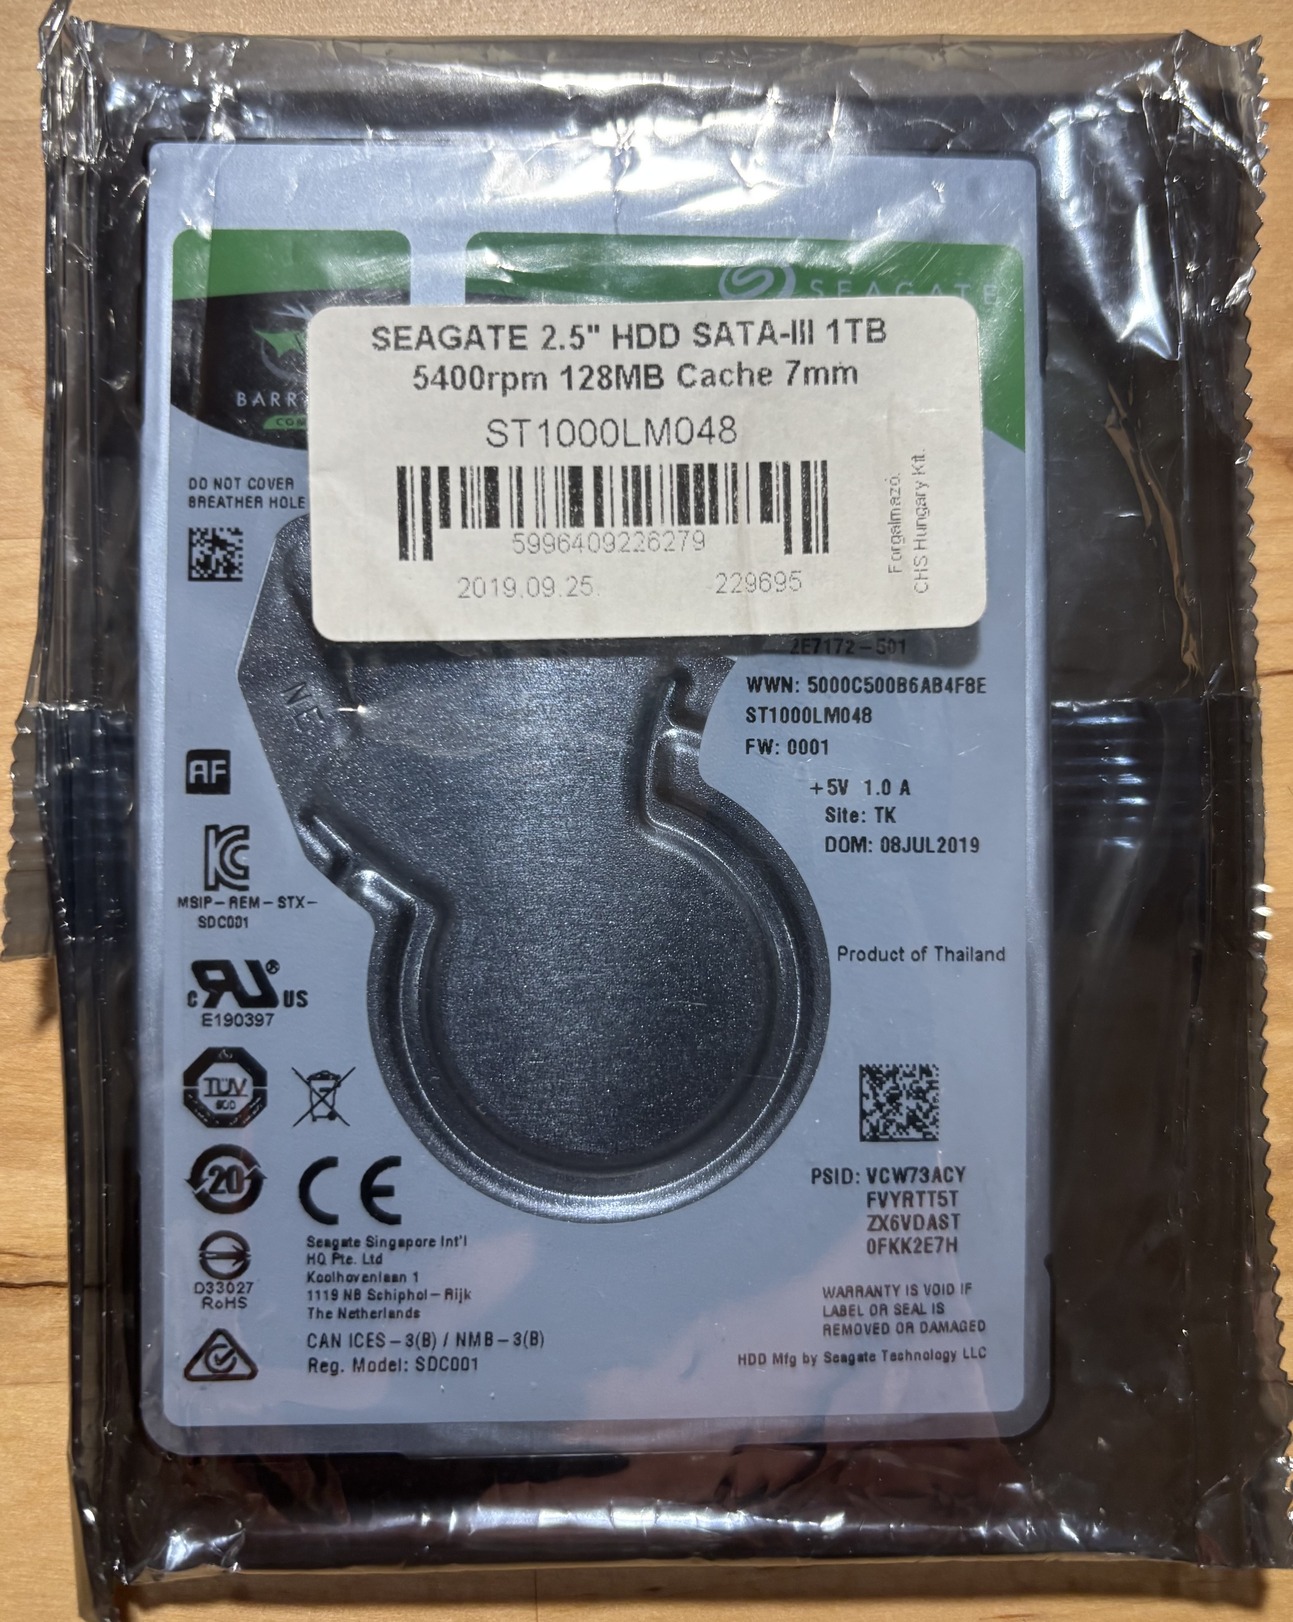 SEAGATE
SEAGATE 2.5" HDD SATA-III 1TB
5400rpm 128MB Cache 7mm
ST1000LM048
5996409226279
2019.09.25.
229695
Forgalmazó:
CHS Hungary Kft.
BARR
DO NOT COVER
BREATHER HOLE
2E7172-501
WWN: 5000C500B6AB4F8E
ST1000LM048
FW: 0001
+5V 1.0 A
Site: TK
DOM: 08JUL2019
Product of Thailand
AF
MSIP-REM-STX-
SDC001
c RU ® US
E190397
TÜV
20
D33027
RoHS
CE
Seagate Singapore Int'l
HQ Pte. Ltd
Koolhovenlaan 1
1119 NB Schiphol-Rijk
The Netherlands
CAN ICES-3(B) / NMB-3(B)
Reg. Model: SDC001
PSID: VCW73ACY
FVYRTT5T
ZX6VDAST
0FKK2E7H
WARRANTY IS VOID IF
LABEL OR SEAL IS
REMOVED OR DAMAGED
HDD Mfg by Seagate Technology LLC